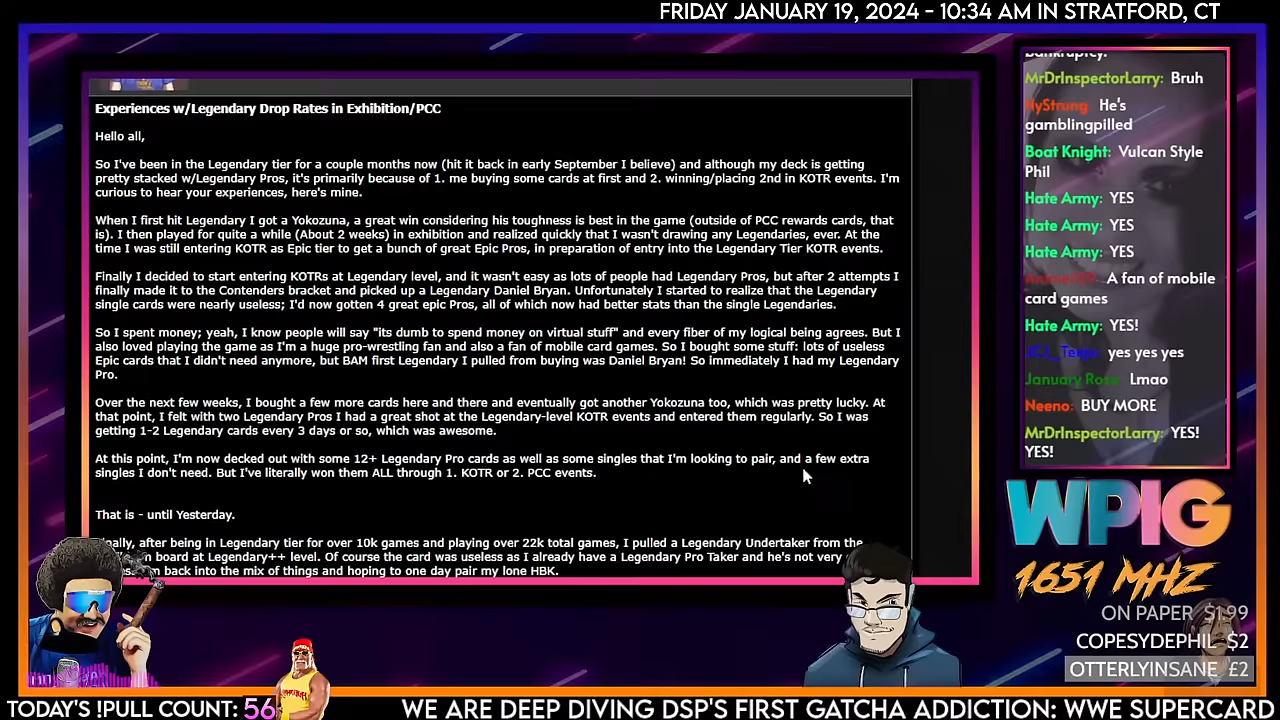 FRIDAY JANUARY 19, 2024 - 10:34 AM IN STRATFORD, CT
Experiences w/Legendary Drop Rates in Exhibition/PCC
Hello all,
So I've been in the Legendary tier for a couple months now (hit it back in early September I believe) and although my deck is getting
pretty stacked w/Legendary Pros, it's primarily because of 1. me buying some cards at first and 2. winning/placing 2nd in KOTR events. I'm
curious to hear your experiences, here's mine.
When I first hit Legendary I got a Yokozuna, a great win considering his toughness is best in the game (outside of PCC rewards cards, that
is). I then played for quite a while (About 2 weeks) in exhibition and realized quickly that I wasn't drawing any Legendaries, ever. At the
time I was still entering KOTR as Epic tier to get a bunch of great Epic Pros, in preparation of entry into the Legendary Tier KOTR events.
Finally I decided to start entering KOTRs at Legendary level, and it wasn't easy as lots of people had Legendary Pros, but after 2 attempts I
finally made it to the Contenders bracket and picked up a Legendary Daniel Bryan. Unfortunately I started to realize that the Legendary
single cards were nearly useless; I'd now gotten 4 great epic Pros, all of which now had better stats than the single Legendaries.
So I spent money; yeah, I know people will say "its dumb to spend money on virtual stuff" and every fiber of my logical being agrees. But I
also loved playing the game as I'm a huge pro-wrestling fan and also a fan of mobile card games. So I bought some stuff: lots of useless
Epic cards that I didn't need anymore, but BAM first Legendary I pulled from buying was Daniel Bryan! So immediately I had my Legendary
Pro.
Over the next few weeks, I bought a few more cards here and there and eventually got another Yokozuna too, which was pretty lucky. At
that point, I felt with two Legendary Pros I had a great shot at the Legendary-level KOTR events and entered them regularly. So I was
getting 1-2 Legendary cards every 3 days or so, which was awesome.
At this point, I'm now decked out with some 12+ Legendary Pro cards as well as some singles that I'm looking to pair, and a few extra
singles I don't need. But I've literally won them ALL through 1. KOTR or 2. PCC events.
That is - until Yesterday.
after being in Legendary tier for over 10k games and playing over 22k total games, I pulled a Legendary Undertaker from the
board at Legendary++ level. Of course the card was useless as I already have a Legendary Pro Taker and he's not very
back into the mix of things and hoping to one day pair my lone HBK.
bankruptcy.
MrDrInspectorLarry: Bruh
NyStrung He's
gamblingpilled
Boat Knight: Vulcan Style
Phil
Hate Army: YES
Hate Army: YES
Hate Army: YES
A fan of mobile
card games
Hate Army: YES!
yes yes yes
January Rose Lmao
Neeno: BUY MORE
MrDrInspectorLarry: YES!
YES!
WPIG
1651 MHZ
ON PAPER $1.99
COPESYDEPHIL $2
OTTERLYINSANE £2
TODAY'S !PULL COUNT: 56
WE ARE DEEP DIVING DSP'S FIRST GATCHA ADDICTION: WWE SUPERCARD